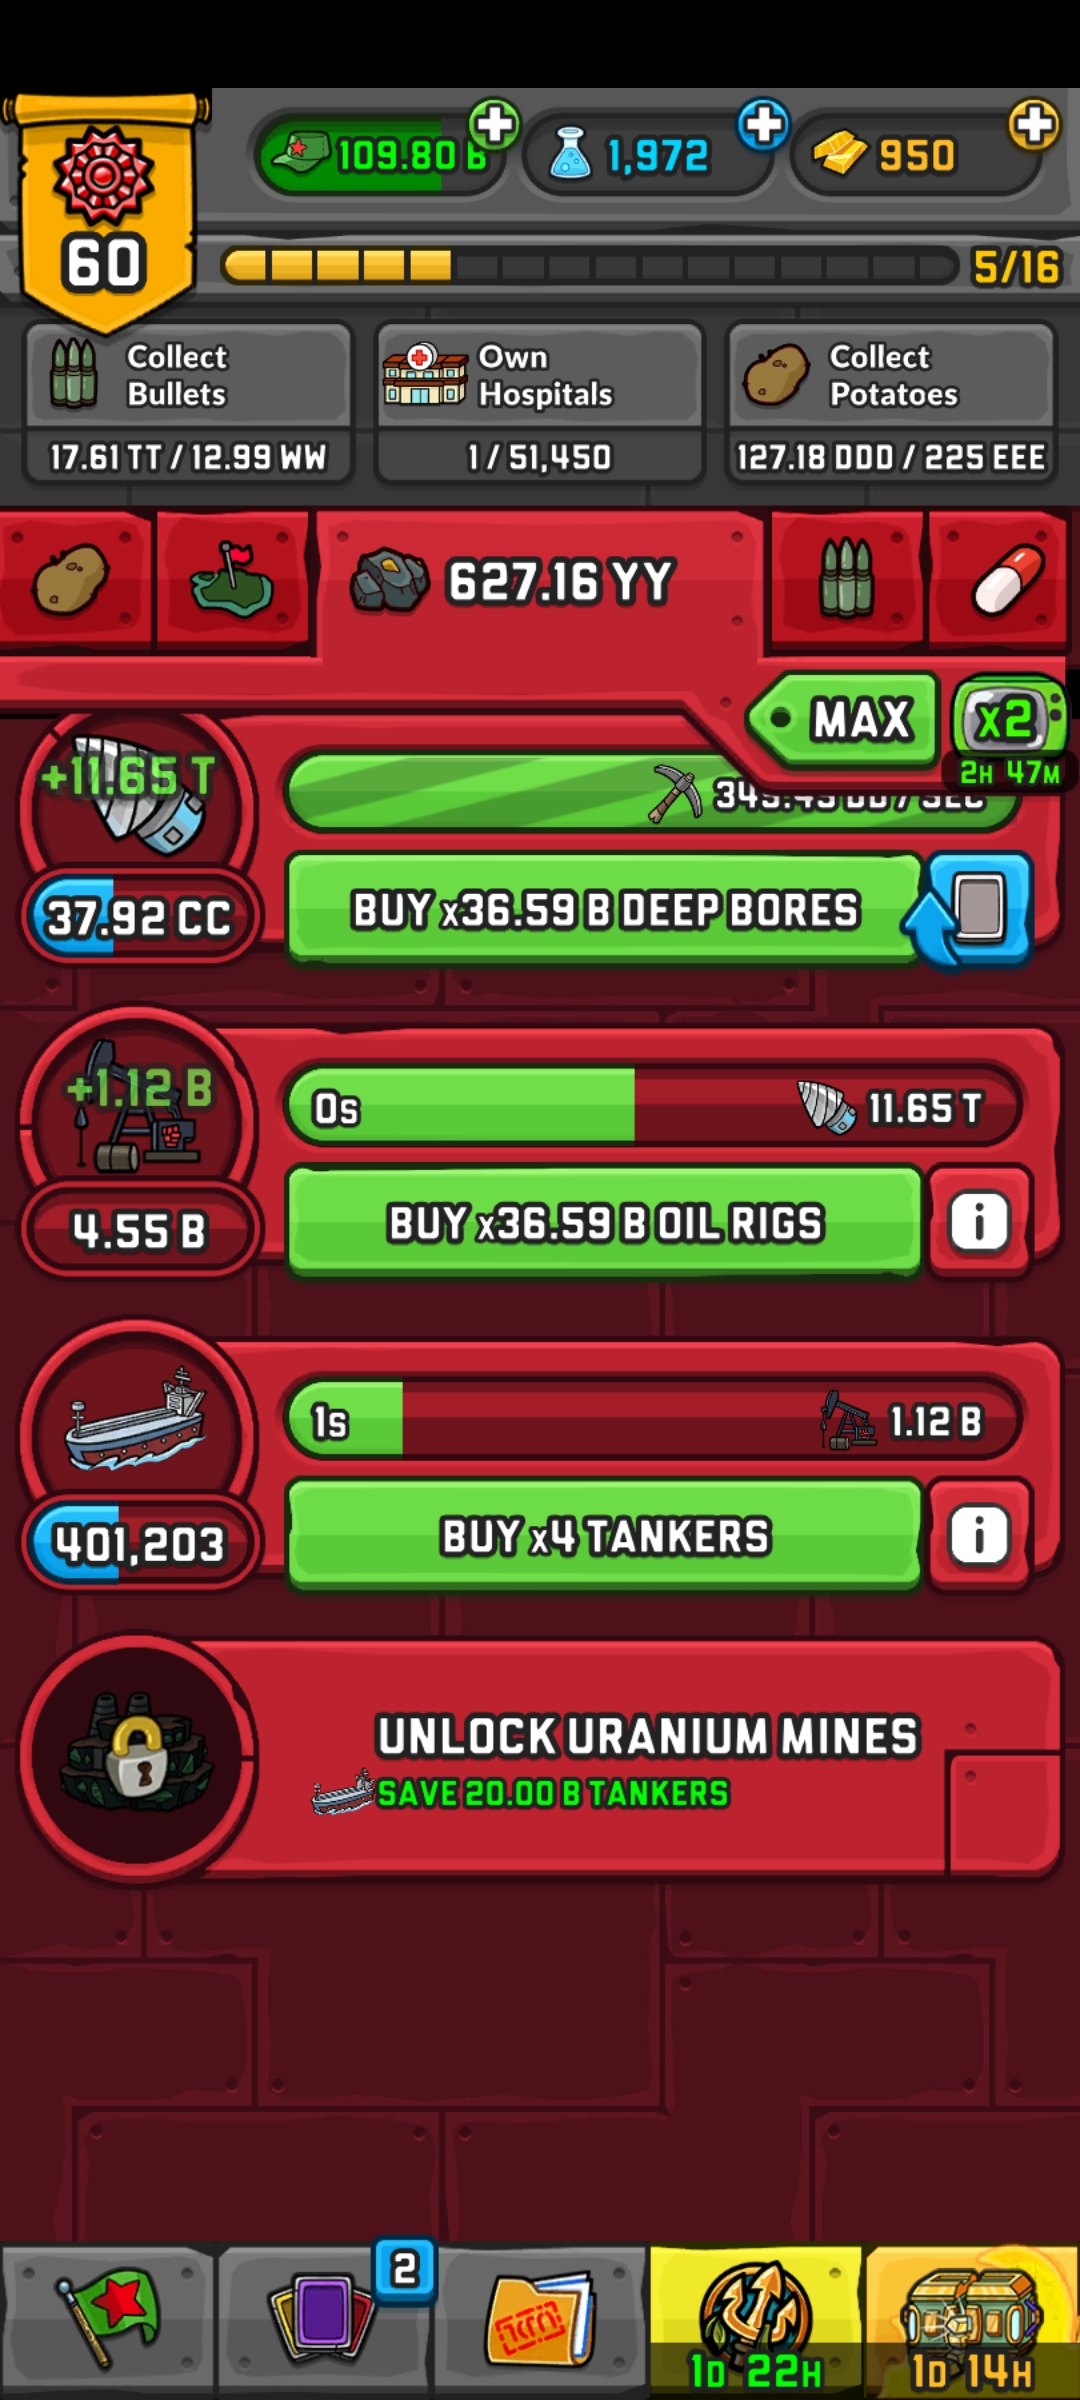 109.80 B
1,972
950
60
5/16
Collect
Bullets
17.61 TT / 12.99 WW
Own
Hospitals
1 / 51,450
Collect
Potatoes
127.18 DDD / 225 EEE
627.16 YY
MAX
x2
2H 47M
+11.65 T
37.92 CC
BUY x36.59 B DEEP BORES
+1.12 B
0s
11.65 T
4.55 B
BUY x36.59 B OIL RIGS
i
1s
1.12 B
401,203
BUY x4 TANKERS
i
UNLOCK URANIUM MINES
SAVE 20.00 B TANKERS
2
1D 22H
1D 14H